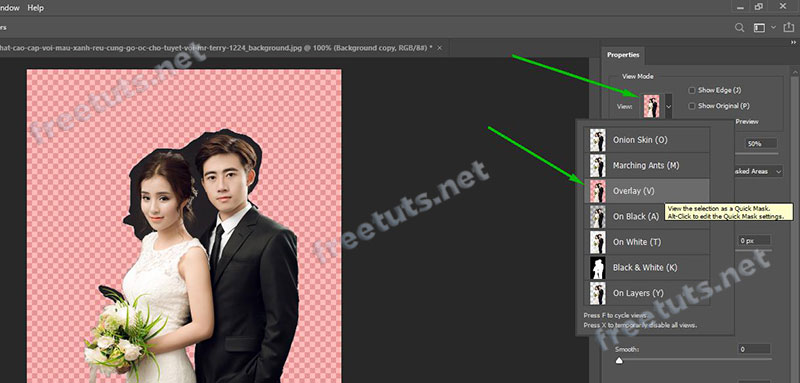 ndow Help
ers
hat-cao-cap-voi-mau-xanh-reu-cung-go-oc-cho-tuyet-voi-mr-terry-1224_background.jpg @ 100% (Background copy, RGB/8#) *
Properties
View Mode
View:
Show Edge (J)
Show Original (P)
Preview
Onion Skin (O)
50%
Marching Ants (M)
sked Areas
Overlay (V)
View the selection as a Quick Mask.
Alt-Click to edit the Quick Mask settings.
On Black (A)
On White (T)
0 px
Black & White (K)
On Layers (Y)
Press F to cycle views.
Press X to temporarily disable all views.
Smooth: 0
freetuts.net
freetuts.net
freetuts.net
freetuts.net